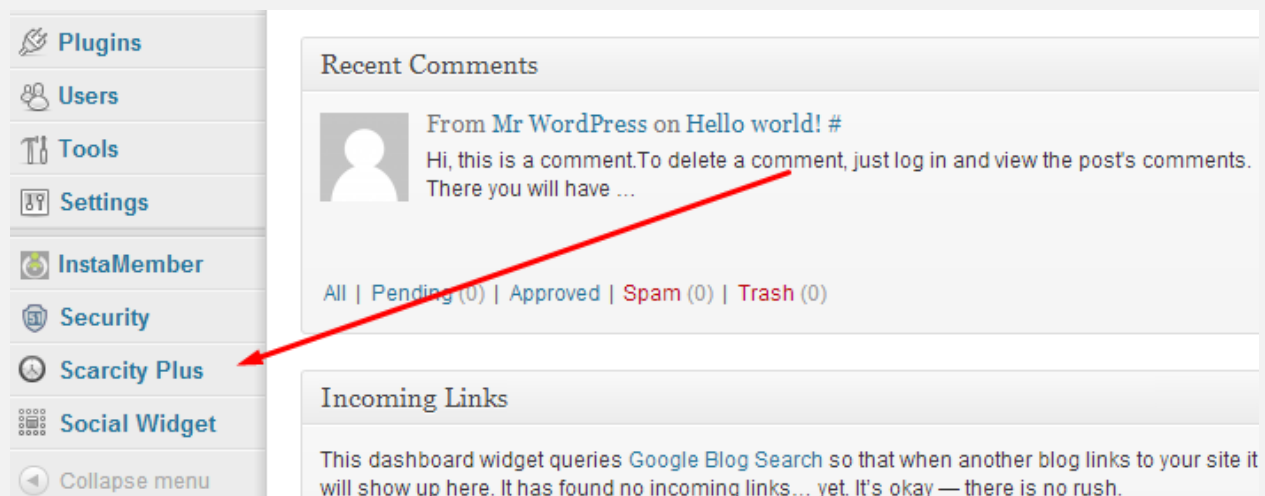 Plugins
Users
Tools
Settings
InstaMember
Security
Scarcity Plus
Social Widget
Collapse menu
Recent Comments
From Mr WordPress on Hello world! #
Hi, this is a comment.To delete a comment, just log in and view the post's comments.
There you will have ...
All | Pending (0) | Approved | Spam (0) | Trash (0)
Incoming Links
This dashboard widget queries Google Blog Search so that when another blog links to your site it
will show up here. It has found no incoming links... yet. It's okay — there is no rush.